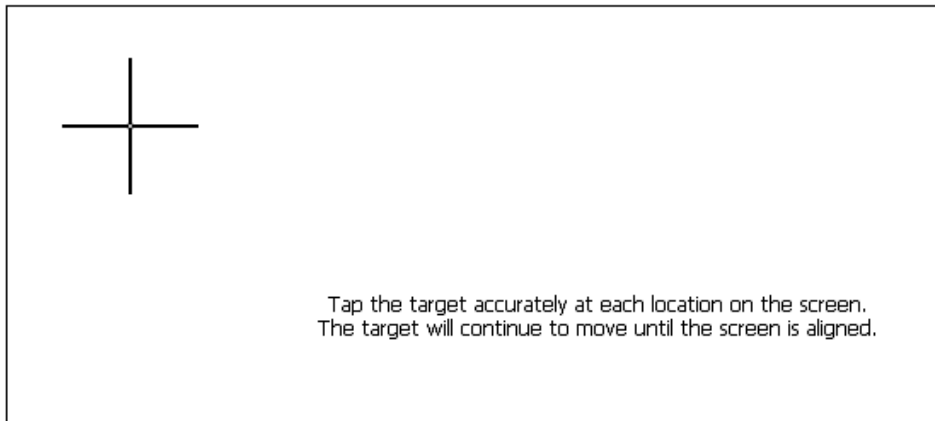 Tap the target accurately at each location on the screen.
The target will continue to move until the screen is aligned.